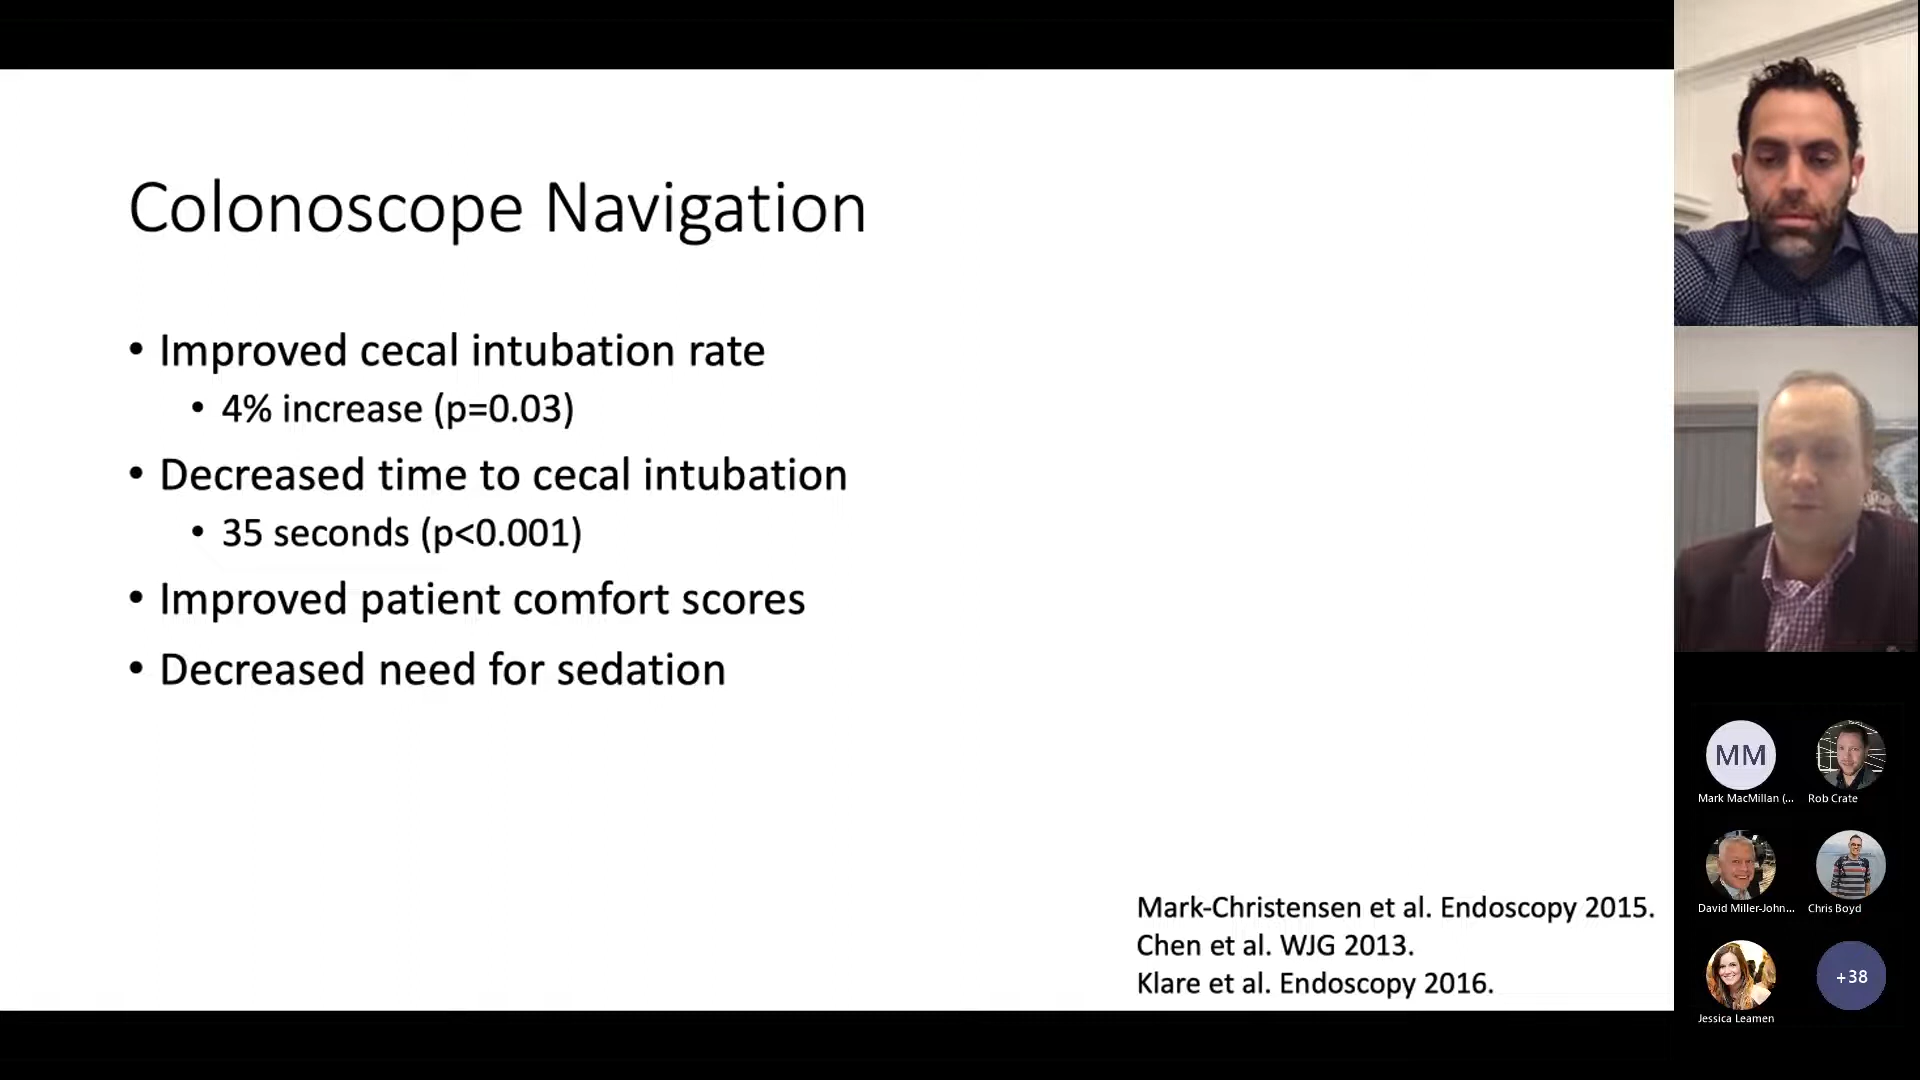 Colonoscope Navigation
• Improved cecal intubation rate
• 4% increase (p=0.03)
• Decreased time to cecal intubation
• 35 seconds (p<0.001)
• Improved patient comfort scores
• Decreased need for sedation
Mark-Christensen et al. Endoscopy 2015.
Chen et al. WJG 2013.
Klare et al. Endoscopy 2016.
MM
Mark MacMillan (...
Rob Crate
David Miller-John...
Chris Boyd
Jessica Leamen
+38